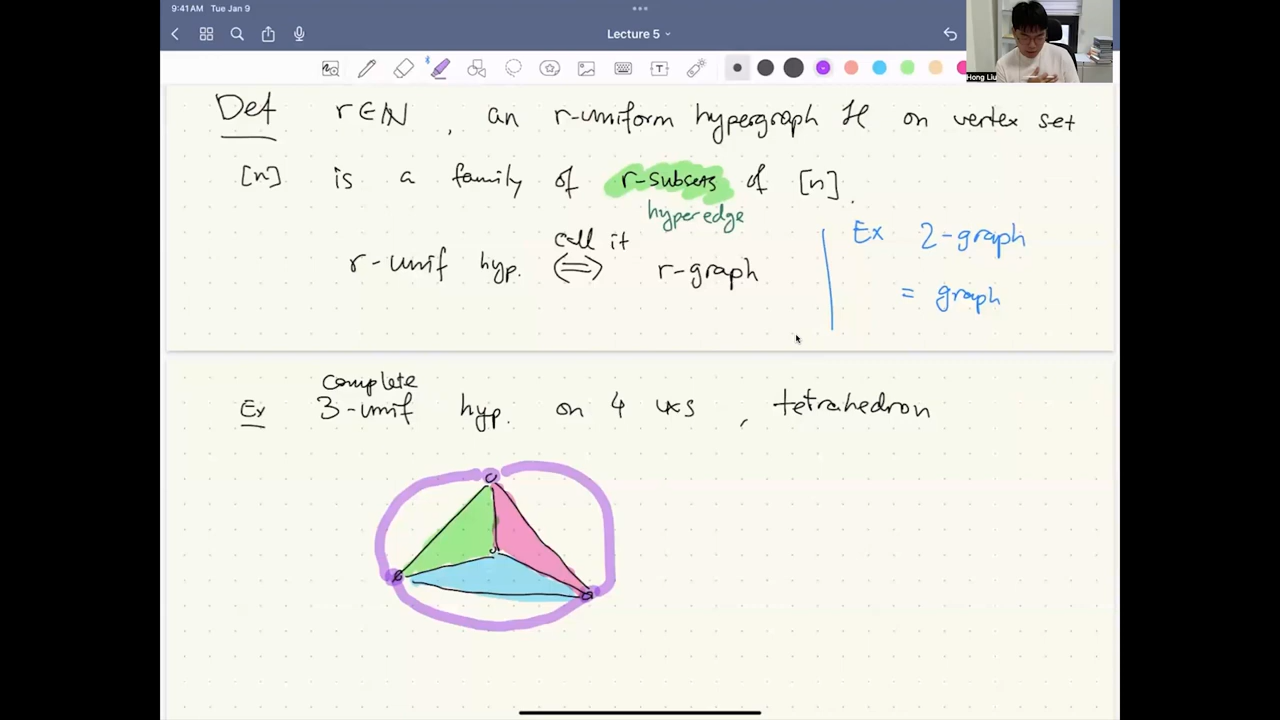 9:41 AM Tue Jan 9
Lecture 5
Hong Liu
Def r∈ℕ, an r-uniform hypergraph ℋ on vertex set
[n] is a family of r-subsets of [n].
hyperedge
call it
r-unif hyp. ⟺ r-graph
Ex 2-graph
= graph
complete
Ex 3-unif hyp. on 4 vxs, tetrahedron